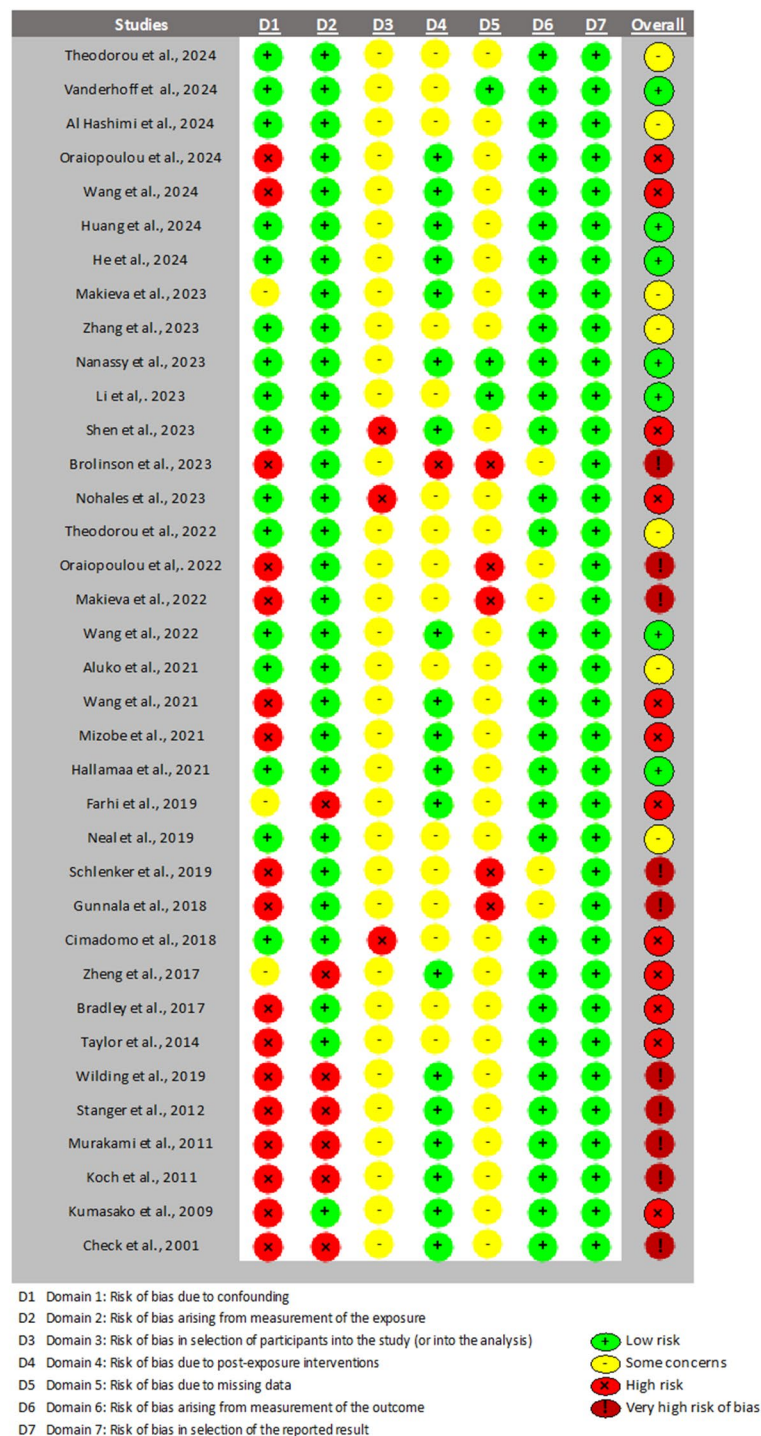 Studies D1 D2 D3 D4 D5 D6 D7 Overall
Theodorou et al., 2024 + + - - - + + -
Vanderhoff et al., 2024 + + - - + + + +
Al Hashimi et al., 2024 + + - - - + + -
Oraiopoulou et al., 2024 × + - + - + + ×
Wang et al., 2024 × + - + - + + ×
Huang et al., 2024 + + - + - + + +
He et al., 2024 + + - + - + + +
Makieva et al., 2023 - + - + - + + -
Zhang et al., 2023 + + - - - + + -
Nanassy et al., 2023 + + - + + + + +
Li et al,. 2023 + + - - + + + +
Shen et al., 2023 + + × + - + + ×
Brolinson et al., 2023 × + - × × - + !
Nohales et al., 2023 + + × - - + + ×
Theodorou et al., 2022 + + - - - + + -
Oraiopoulou et al,. 2022 × + - - × - + !
Makieva et al., 2022 × + - - × - + !
Wang et al., 2022 + + - + - + + +
Aluko et al., 2021 + + - - - + + -
Wang et al., 2021 × + - + - + + ×
Mizobe et al., 2021 × + - + - + + ×
Hallamaa et al., 2021 + + - + - + + +
Farhi et al., 2019 - × - + - + + ×
Neal et al., 2019 + + - - - + + -
Schlenker et al., 2019 × + - - × - + !
Gunnala et al., 2018 × + - - × - + !
Cimadomo et al., 2018 + + × - - + + ×
Zheng et al., 2017 - × - + - + + ×
Bradley et al., 2017 × + - - - + + ×
Taylor et al., 2014 × + - - - + + ×
Wilding et al., 2019 × × - + - + + !
Stanger et al., 2012 × × - + - + + !
Murakami et al., 2011 × × - + - + + !
Koch et al., 2011 × × - + - + + !
Kumasako et al., 2009 × + - + - + + ×
Check et al., 2001 × × - + - + + !
D1 Domain 1: Risk of bias due to confounding
D2 Domain 2: Risk of bias arising from measurement of the exposure
D3 Domain 3: Risk of bias in selection of participants into the study (or into the analysis)
D4 Domain 4: Risk of bias due to post-exposure interventions
D5 Domain 5: Risk of bias due to missing data
D6 Domain 6: Risk of bias arising from measurement of the outcome
D7 Domain 7: Risk of bias in selection of the reported result
+ Low risk
- Some concerns
× High risk
! Very high risk of bias